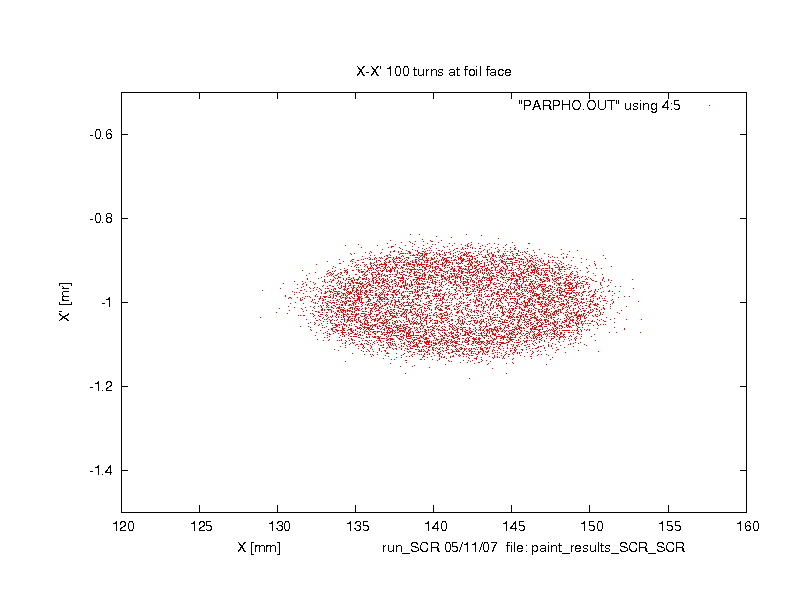 X-X' 100 turns at foil face
"PARPHO.OUT" using 4:5
-0.6
-0.8
-1
-1.2
-1.4
X' [mr]
120 125 130 135 140 145 150 155 160
X [mm] run_SCR 05/11/07 file: paint_results_SCR_SCR